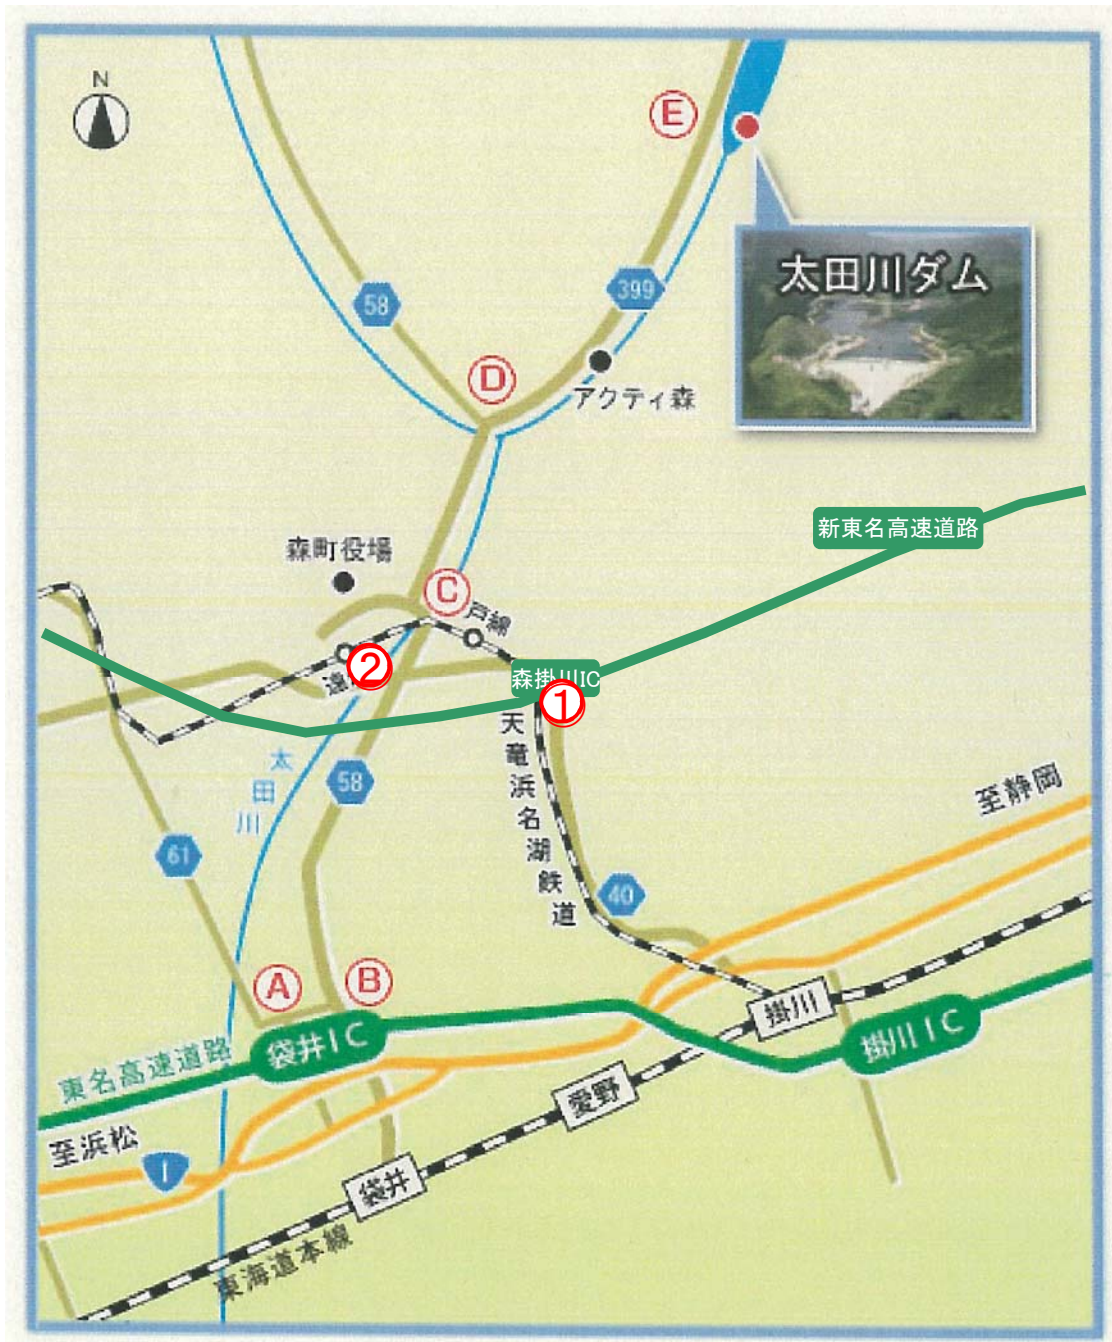 N
E
太田川ダム
58
399
D
アクティ森
新東名高速道路
森町役場
C
戸綿
②
森掛川IC
①
天竜浜名湖鉄道
太田川
58
至静岡
61
40
A
B
掛川
袋井IC
掛川IC
東名高速道路
愛野
至浜松
1
袋井
東海道本線